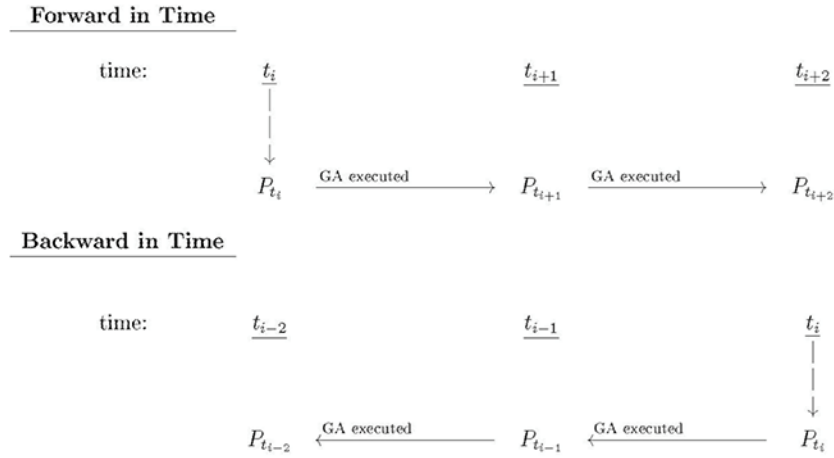 Forward in Time
time: t_i t_{i+1} t_{i+2}
GA executed GA executed
P_{t_i} P_{t_{i+1}} P_{t_{i+2}}
Backward in Time
time: t_{i-2} t_{i-1} t_i
GA executed GA executed
P_{t_{i-2}} P_{t_{i-1}} P_{t_i}